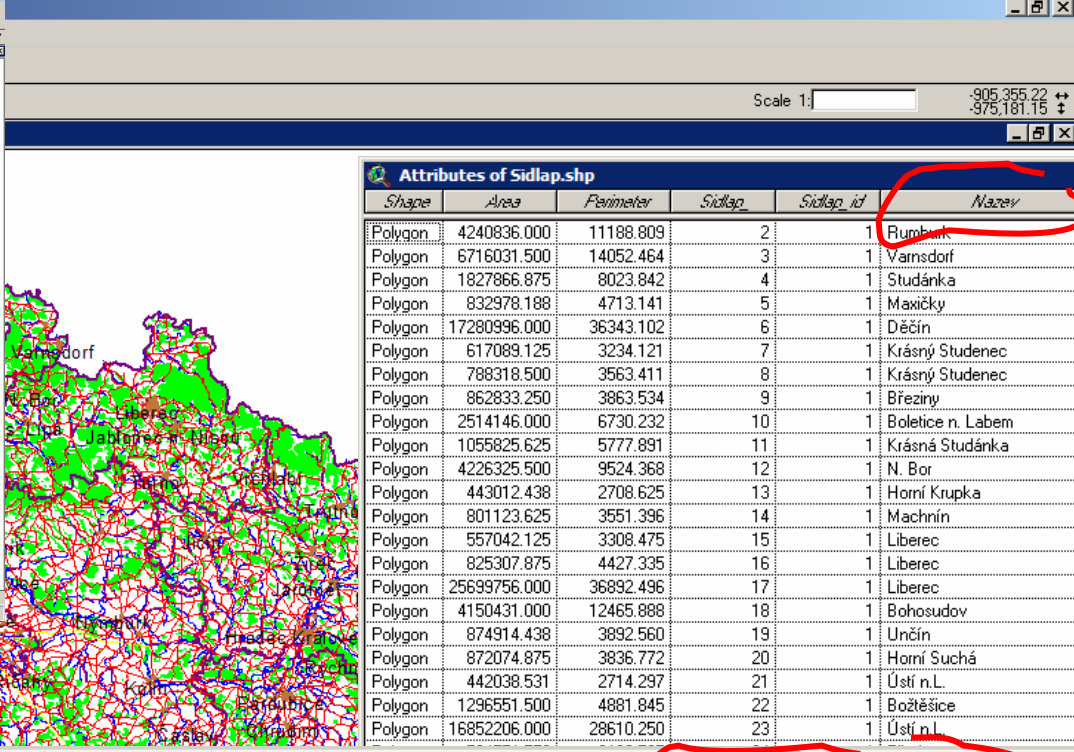 Scale 1:
-905,355.22
-975,181.15
Attributes of Sidlap.shp
Shape Area Perimeter Sidlap_ Sidlap_id Nazev
Polygon 4240836.000 11188.809 2 1 Rumburk
Polygon 6716031.500 14052.464 3 1 Varnsdorf
Polygon 1827866.875 8023.842 4 1 Studánka
Polygon 832978.188 4713.141 5 1 Maxičky
Polygon 17280996.000 36343.102 6 1 Děčín
Polygon 617089.125 3234.121 7 1 Krásný Studenec
Polygon 788318.500 3563.411 8 1 Krásný Studenec
Polygon 862833.250 3863.534 9 1 Březiny
Polygon 2514146.000 6730.232 10 1 Boletice n. Labem
Polygon 1055825.625 5777.891 11 1 Krásná Studánka
Polygon 4226325.500 9524.368 12 1 N. Bor
Polygon 443012.438 2708.625 13 1 Horní Krupka
Polygon 801123.625 3551.396 14 1 Machnín
Polygon 557042.125 3308.475 15 1 Liberec
Polygon 825307.875 4427.335 16 1 Liberec
Polygon 25699756.000 36892.496 17 1 Liberec
Polygon 4150431.000 12465.888 18 1 Bohosudov
Polygon 874914.438 3892.560 19 1 Unčín
Polygon 872074.875 3836.772 20 1 Horní Suchá
Polygon 442038.531 2714.297 21 1 Ústí n.L.
Polygon 1296551.500 4881.845 22 1 Božtěšice
Polygon 16852206.000 28610.250 23 1 Ústí n.L.
Varnsdorf
N. Bor
Liberec
Jablonec n. Nisou
Turnov
Vrchlabí
Jičín
Jaroměř
Nymburk
Hradec Králové
Kolín
Pardubice
Čáslav
Chrudim